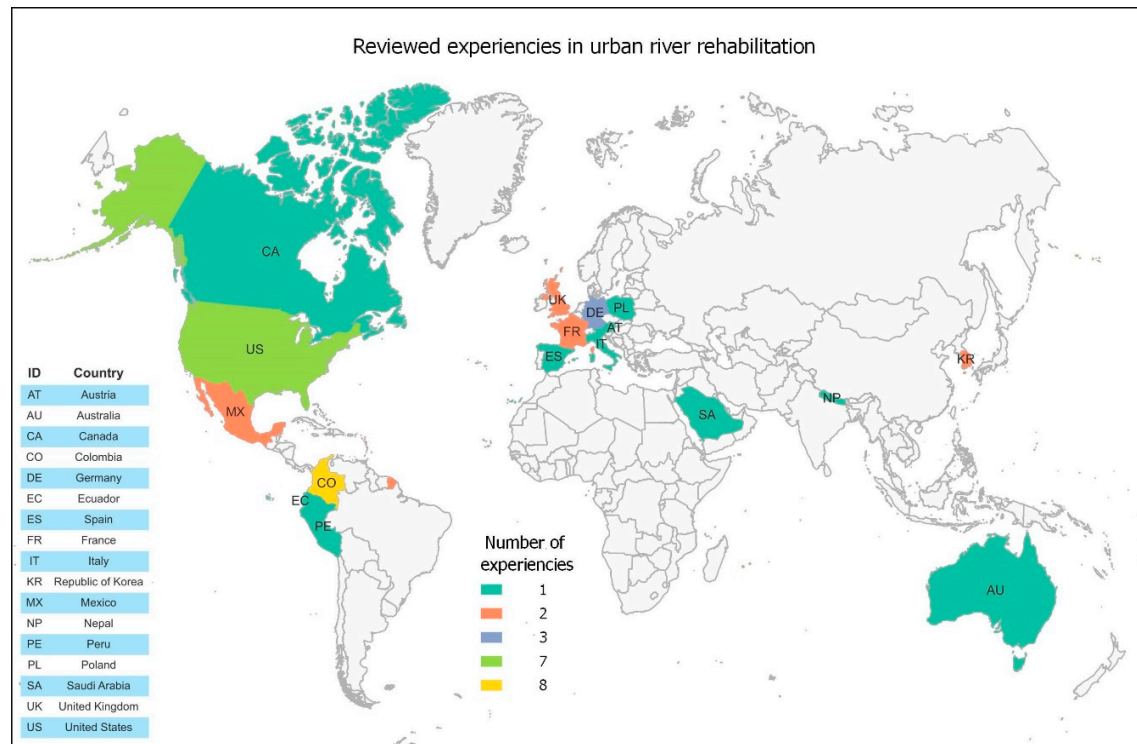 Reviewed experiencies in urban river rehabilitation
CA
US
MX
CO
EC
PE
UK
FR
ES
DE
PL
AT
IT
SA
NP
KR
AU
ID Country
AT Austria
AU Australia
CA Canada
CO Colombia
DE Germany
EC Ecuador
ES Spain
FR France
IT Italy
KR Republic of Korea
MX Mexico
NP Nepal
PE Peru
PL Poland
SA Saudi Arabia
UK United Kingdom
US United States
Number of
experiencies
1
2
3
7
8